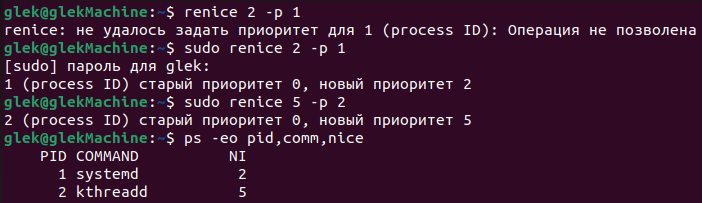 glek@glekMachine:~$ renice 2 -p 1
renice: не удалось задать приоритет для 1 (process ID): Операция не позволена
glek@glekMachine:~$ sudo renice 2 -p 1
[sudo] пароль для glek:
1 (process ID) старый приоритет 0, новый приоритет 2
glek@glekMachine:~$ sudo renice 5 -p 2
2 (process ID) старый приоритет 0, новый приоритет 5
glek@glekMachine:~$ ps -eo pid,comm,nice
PID COMMAND NI
1 systemd 2
2 kthreadd 5